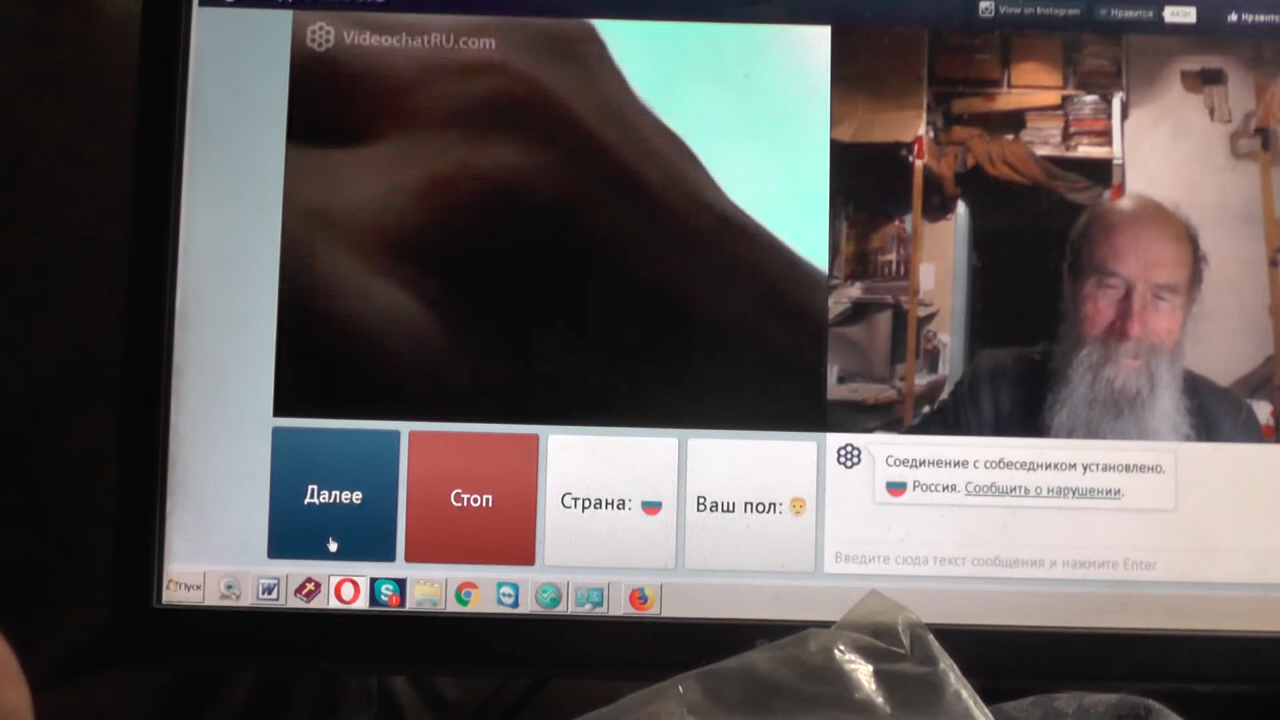 View on Instagram
Нравится
VideochatRU.com
Далее
Стоп
Страна:
Ваш пол:
Соединение с собеседником установлено.
Россия. Сообщить о нарушении.
Введите сюда текст сообщения и нажмите Enter
Пуск